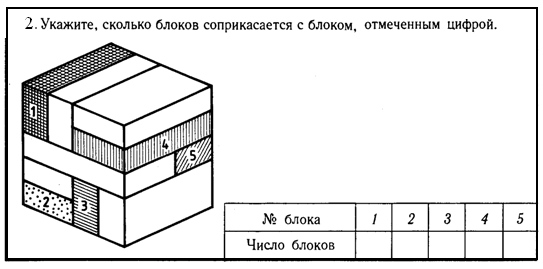 2. Укажите, сколько блоков соприкасается с блоком, отмеченным цифрой.
1
4
5
2
3
№ блока 1 2 3 4 5
Число блоков